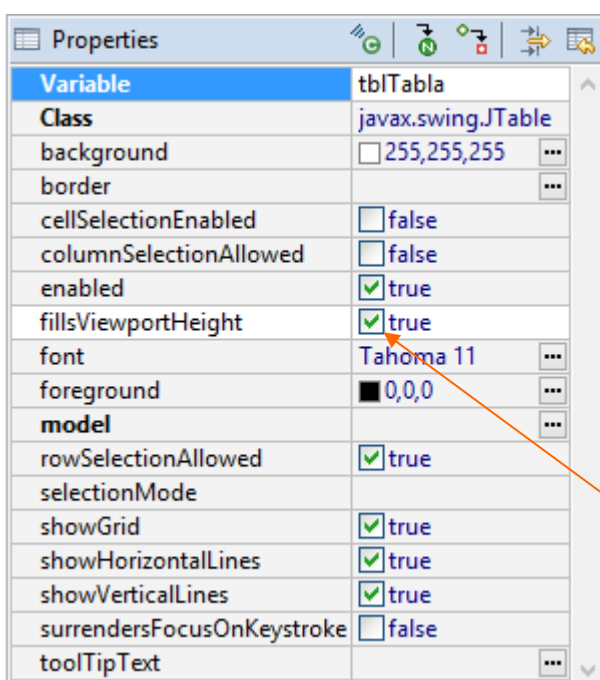 Properties
Variable tblTabla
Class javax.swing.JTable
background 255,255,255 ...
border ...
cellSelectionEnabled false
columnSelectionAllowed false
enabled true
fillsViewportHeight true
font Tahoma 11 ...
foreground 0,0,0 ...
model ...
rowSelectionAllowed true
selectionMode
showGrid true
showHorizontalLines true
showVerticalLines true
surrendersFocusOnKeystroke false
toolTipText ...